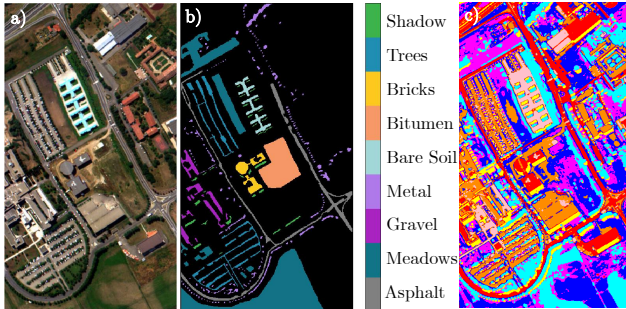 a)
b)
c)
Shadow
Trees
Bricks
Bitumen
Bare Soil
Metal
Gravel
Meadows
Asphalt